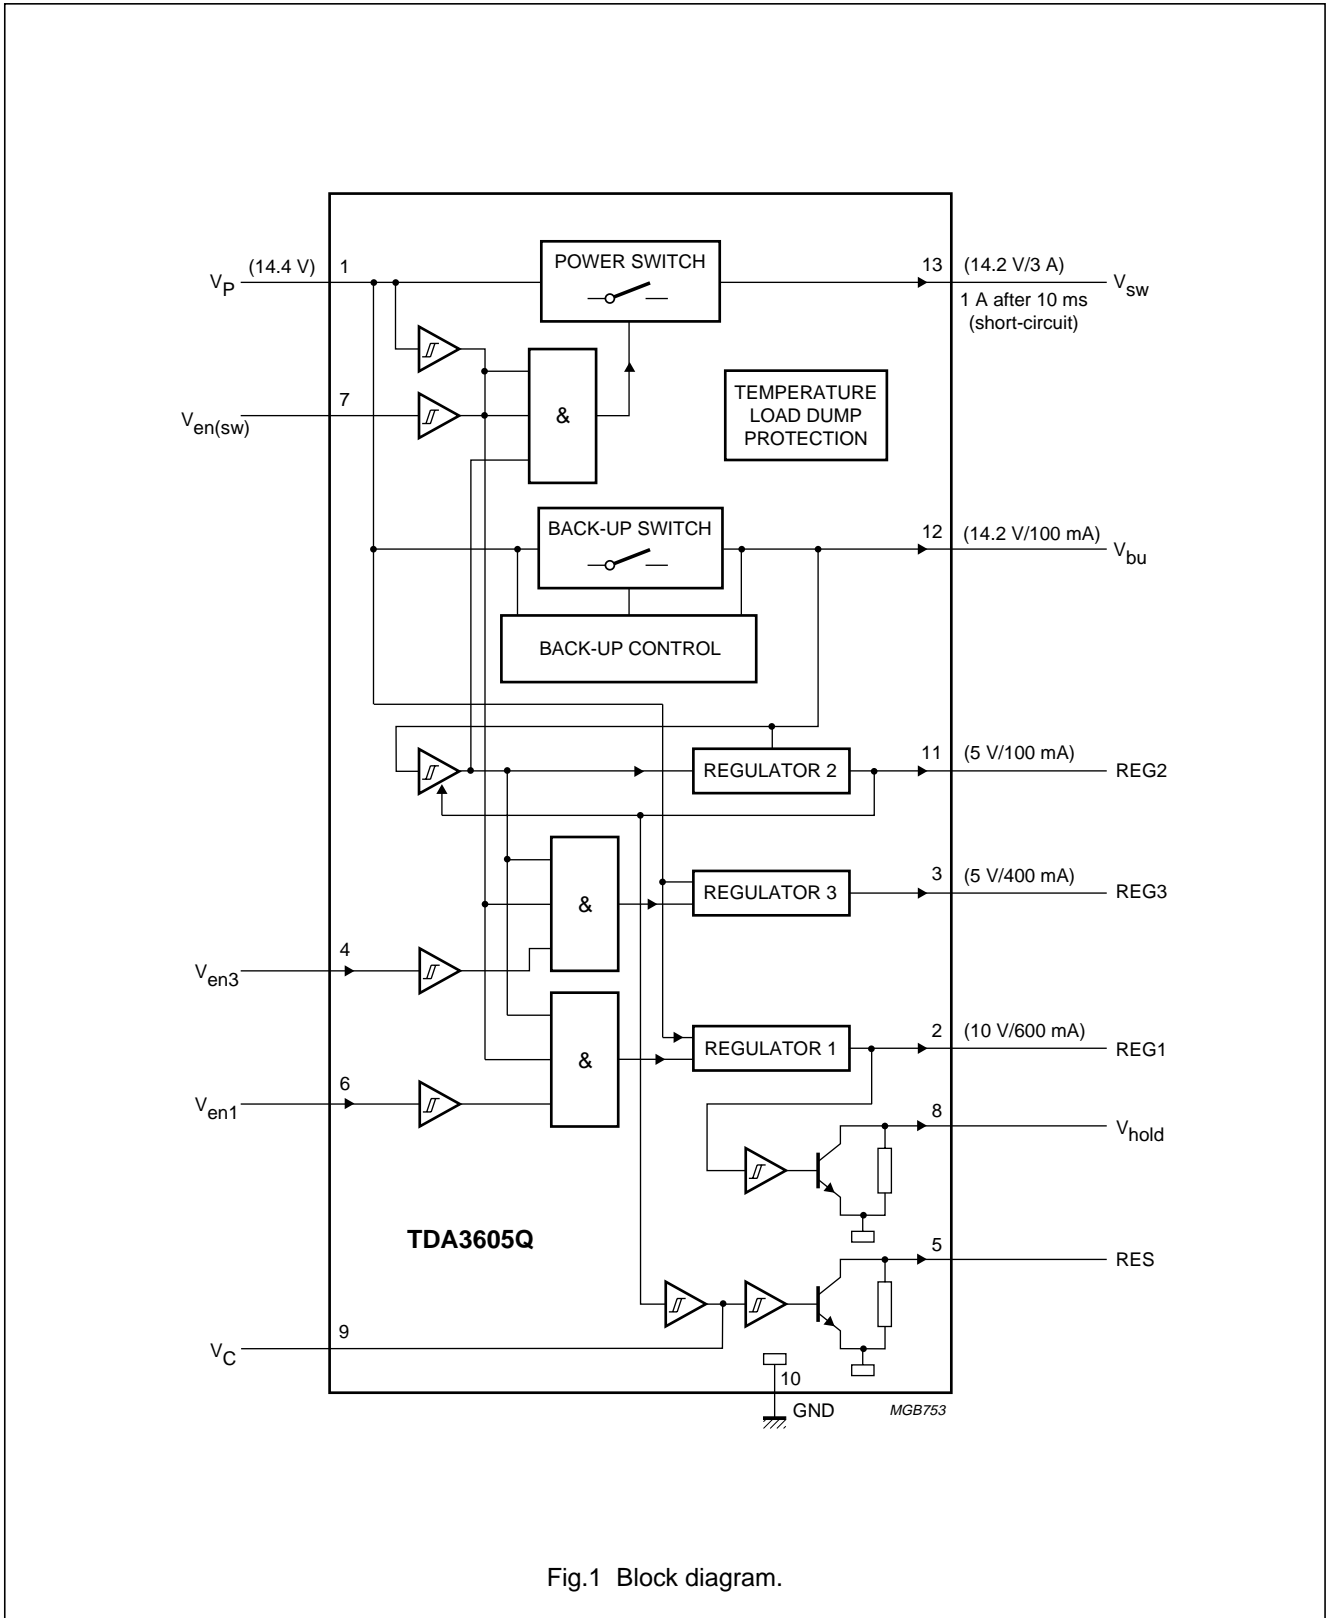 V_P
(14.4 V)
1
POWER SWITCH
13
(14.2 V/3 A)
1 A after 10 ms
(short-circuit)
V_sw
V_en(sw)
7
&
TEMPERATURE
LOAD DUMP
PROTECTION
BACK-UP SWITCH
12
(14.2 V/100 mA)
V_bu
BACK-UP CONTROL
REGULATOR 2
11
(5 V/100 mA)
REG2
&
REGULATOR 3
3
(5 V/400 mA)
REG3
V_en3
4
&
REGULATOR 1
2
(10 V/600 mA)
REG1
V_en1
6
8
V_hold
TDA3605Q
5
RES
V_C
9
10
GND
MGB753
Fig.1 Block diagram.